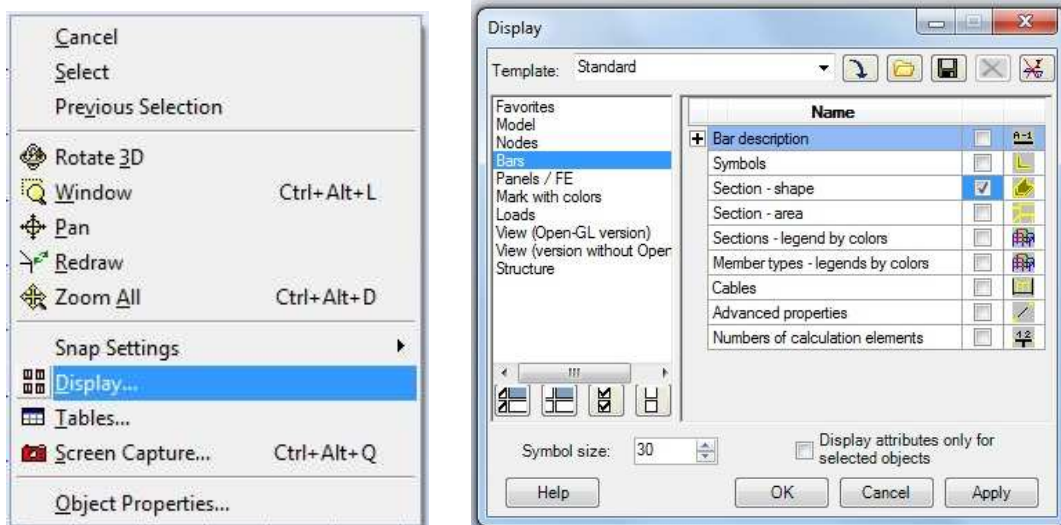 Cancel
Select
Previous Selection
Rotate 3D
Window Ctrl+Alt+L
Pan
Redraw
Zoom All Ctrl+Alt+D
Snap Settings
Display...
Tables...
Screen Capture... Ctrl+Alt+Q
Object Properties...
Display
Template: Standard
Favorites
Model
Nodes
Bars
Panels / FE
Mark with colors
Loads
View (Open-GL version)
View (version without Open
Structure
Name
Bar description
Symbols
Section - shape
Section - area
Sections - legend by colors
Member types - legends by colors
Cables
Advanced properties
Numbers of calculation elements
Symbol size: 30
Display attributes only for
selected objects
Help OK Cancel Apply